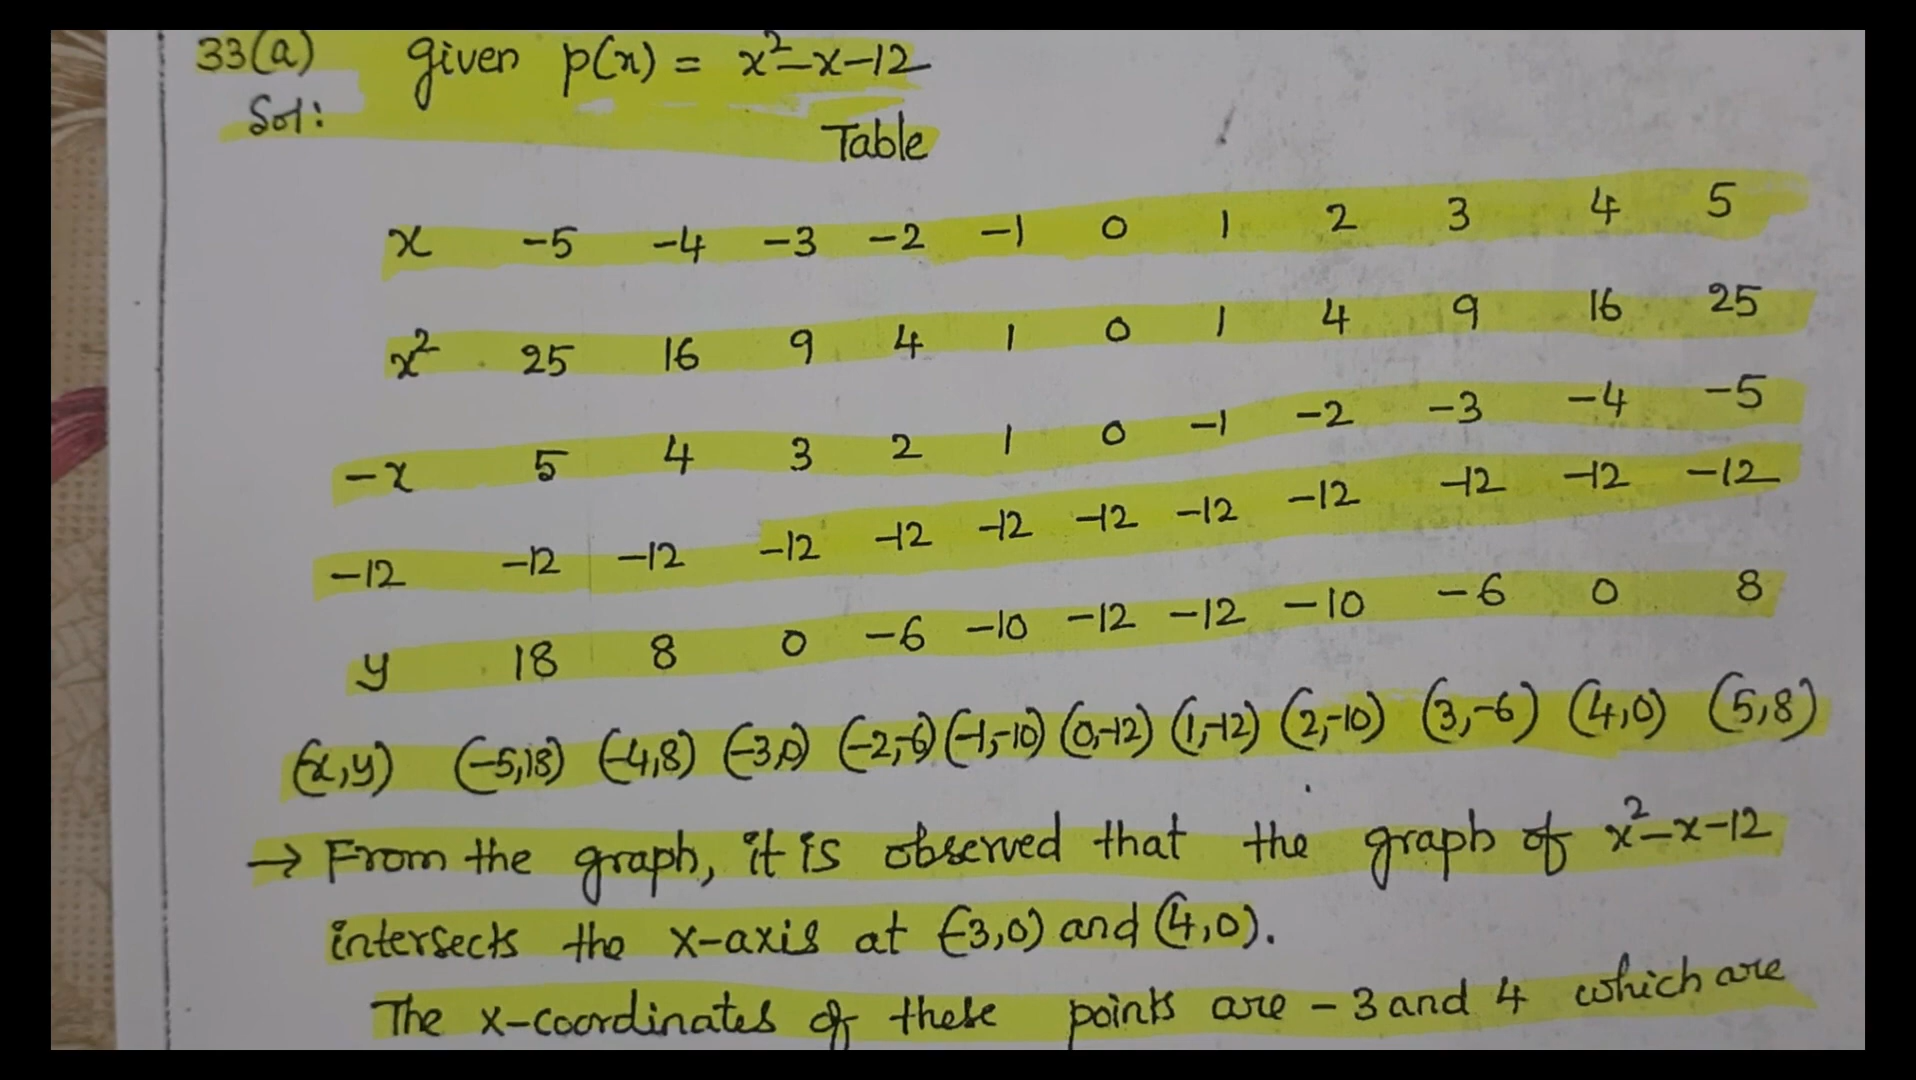 33(a) given p(x) = x²-x-12
Sol:
Table
x -5 -4 -3 -2 -1 0 1 2 3 4 5
x² 25 16 9 4 1 0 1 4 9 16 25
-x 5 4 3 2 1 0 -1 -2 -3 -4 -5
-12 -12 -12 -12 -12 -12 -12 -12 -12 -12 -12 -12
y 18 8 0 -6 -10 -12 -12 -10 -6 0 8
(x,y) (-5,18) (-4,8) (-3,0) (-2,-6) (-1,-10) (0,-12) (1,-12) (2,-10) (3,-6) (4,0) (5,8)
→ From the graph, it is observed that the graph of x²-x-12
intersects the x-axis at (-3,0) and (4,0).
The x-coordinates of these points are -3 and 4 which are